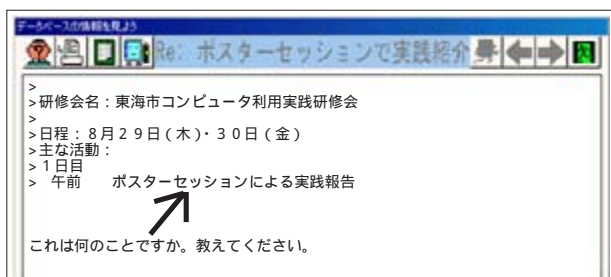 データベースの情報を見よう
Re: ポスターセッションで実践紹介
>
>研修会名：東海市コンピュータ利用実践研修会
>
>日程：８月２９日（木）・３０日（金）
>主な活動：
>１日目
>　午前　　ポスターセッションによる実践報告
これは何のことですか。教えてください。